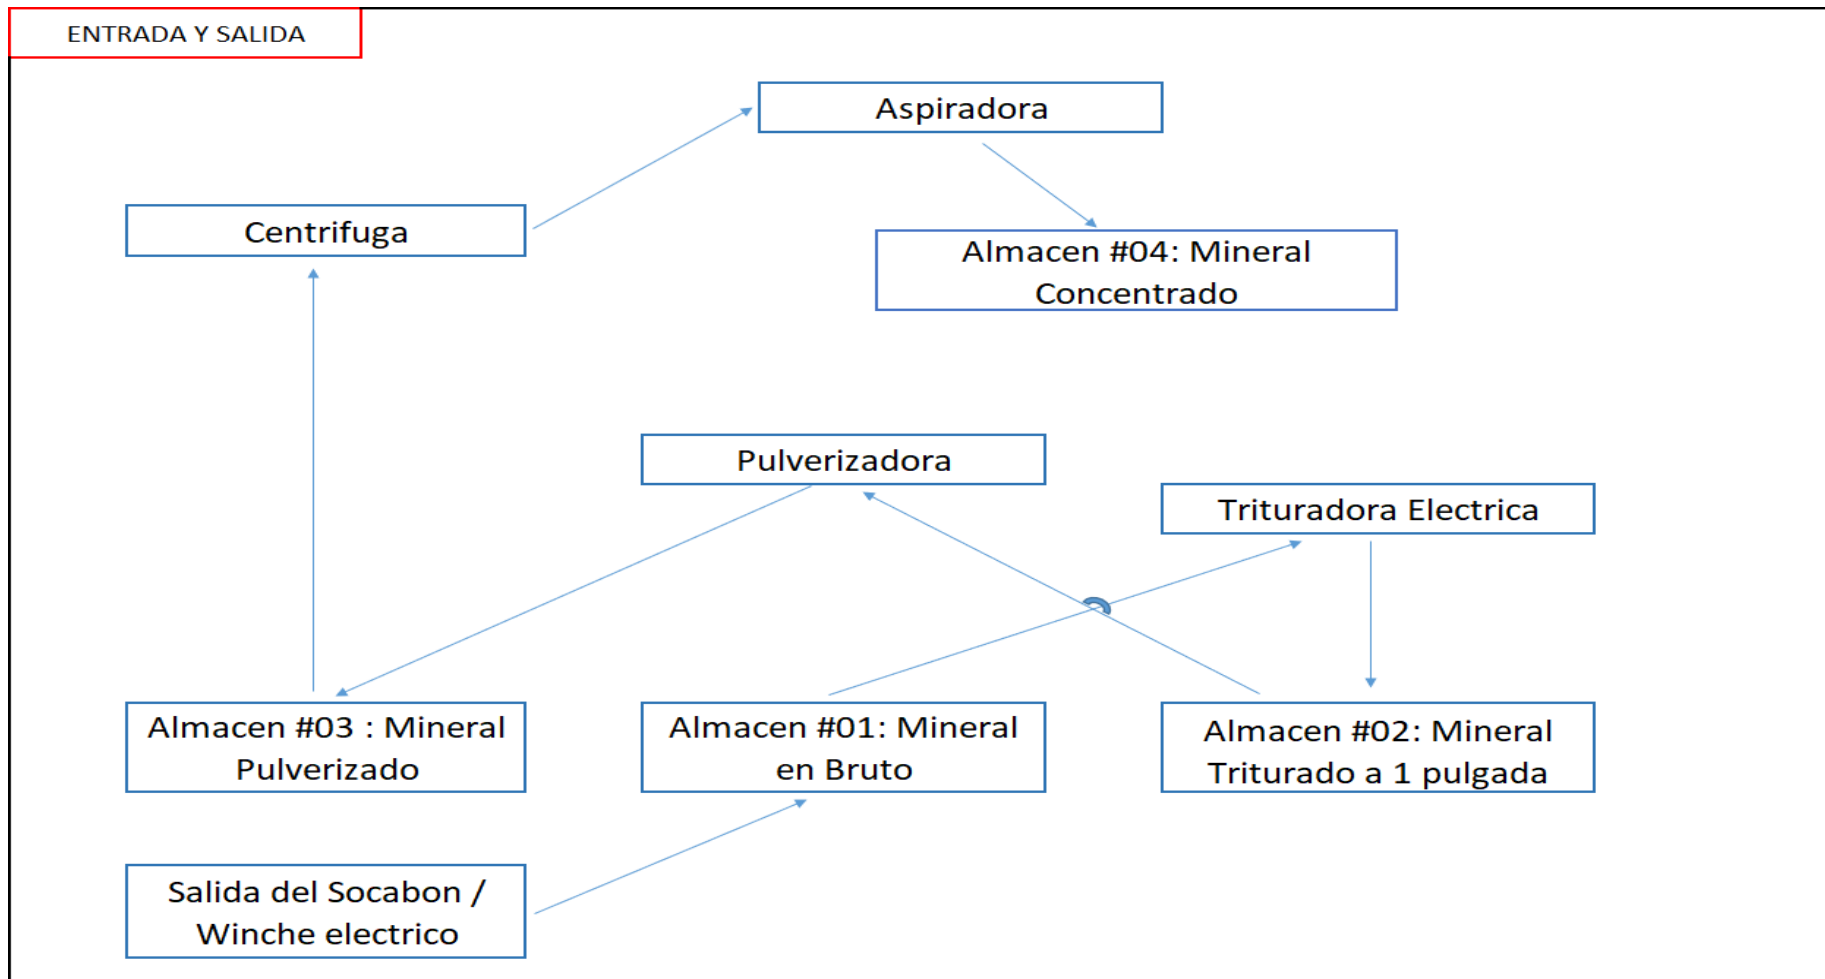 ENTRADA Y SALIDA
Aspiradora
Centrifuga
Almacen #04: Mineral
Concentrado
Pulverizadora
Trituradora Electrica
Almacen #03 : Mineral
Pulverizado
Almacen #01: Mineral
en Bruto
Almacen #02: Mineral
Triturado a 1 pulgada
Salida del Socabon /
Winche electrico